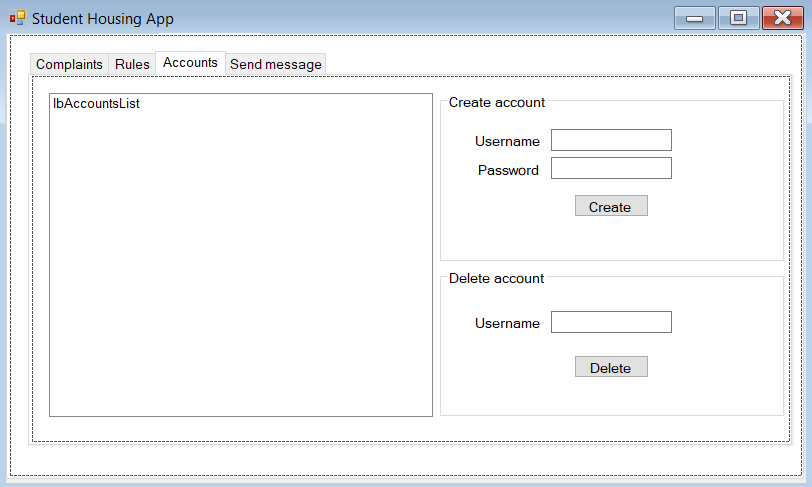 Student Housing App
Complaints Rules Accounts Send message
lbAccountsList
Create account
Username
Password
Create
Delete account
Username
Delete